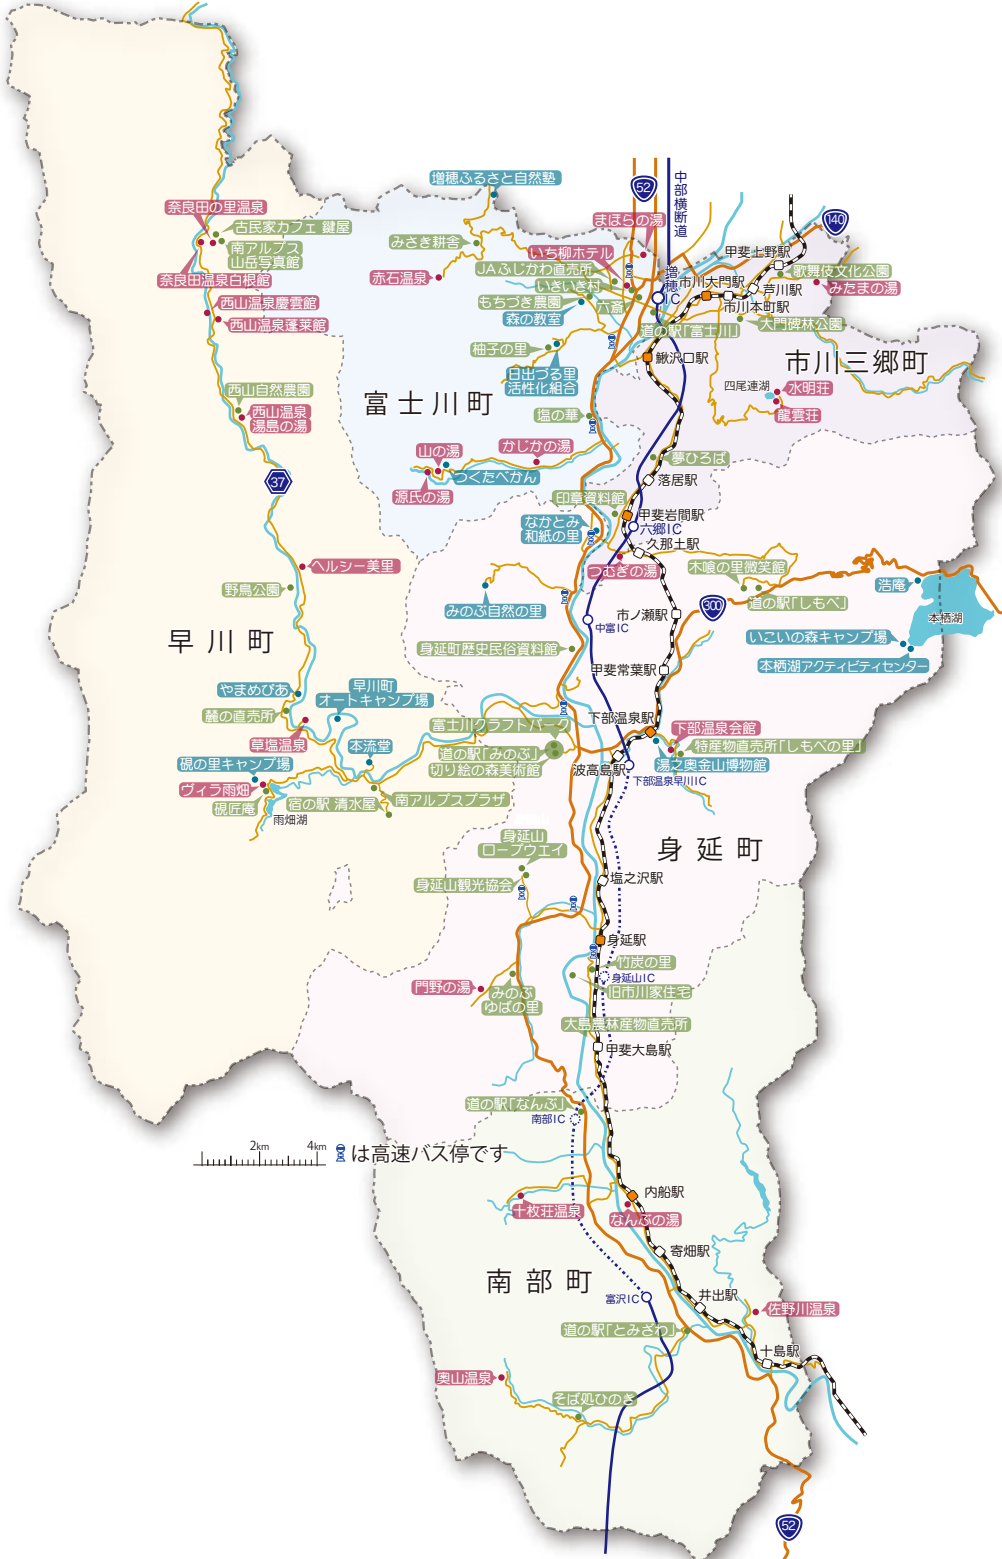 増穂ふるさと自然塾
52
中部横断道
奈良田の里温泉
古民家カフェ 鍵屋
南アルプス
山岳写真館
奈良田温泉白根館
みさき耕舎
赤石温泉
まほらの湯
140
いち柳ホテル
JAふじかわ直売所
いきいき村
もちづき農園
六斎
森の教室
増穂IC
甲斐上野駅
歌舞伎文化公園
芦川駅
みたまの湯
市川大門駅
市川本町駅
大門碑林公園
道の駅「富士川」
西山温泉慶雲館
西山温泉蓬莱館
柚子の里
日出づる里
活性化組合
鰍沢口駅
市川三郷町
四尾連湖
水明荘
龍雲荘
西山自然農園
西山温泉
湯島の湯
富士川町
塩の華
かじかの湯
山の湯
つくたべかん
源氏の湯
夢ひろば
落居駅
37
印章資料館
甲斐岩間駅
六郷IC
なかとみ
和紙の里
久那土駅
つむぎの湯
木喰の里微笑館
道の駅「しもべ」
浩庵
本栖湖
ヘルシー美里
野鳥公園
みのぶ自然の里
300
市ノ瀬駅
中富IC
いこいの森キャンプ場
本栖湖アクティビティセンター
早川町
身延町歴史民俗資料館
甲斐常葉駅
やまめぴあ
早川町
オートキャンプ場
麓の直売所
草塩温泉
本流堂
富士川クラフトパーク
道の駅「みのぶ」
切り絵の森美術館
下部温泉駅
下部温泉会館
特産物直売所「しもべの里」
湯之奥金山博物館
波高島駅
下部温泉早川IC
硯の里キャンプ場
ヴィラ雨畑
硯匠庵
雨畑湖
宿の駅 清水屋
南アルプスプラザ
身延町
身延山
ロープウエイ
身延山観光協会
塩之沢駅
身延駅
竹炭の里
身延山IC
旧市川家住宅
門野の湯
みのぶ
ゆばの里
大島農林産物直売所
甲斐大島駅
道の駅「なんぶ」
南部IC
2km
4km
は高速バス停です
十枚荘温泉
内船駅
なんぶの湯
寄畑駅
南部町
富沢IC
井出駅
佐野川温泉
道の駅「とみざわ」
十島駅
奥山温泉
そば処ひのき
52